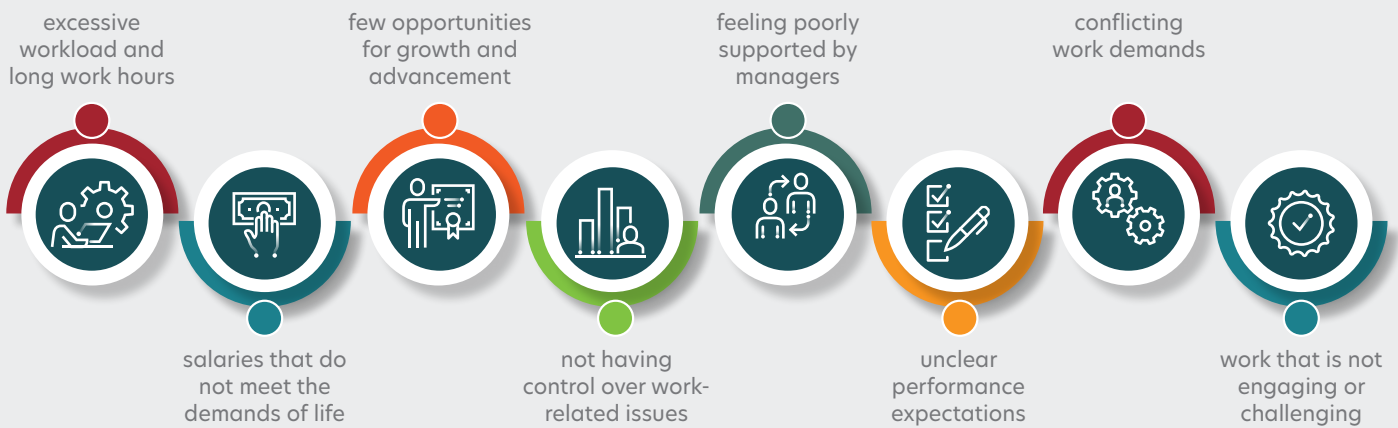 excessive
workload and
long work hours
salaries that do
not meet the
demands of life
few opportunities
for growth and
advancement
not having
control over work-
related issues
feeling poorly
supported by
managers
unclear
performance
expectations
conflicting
work demands
work that is not
engaging or
challenging